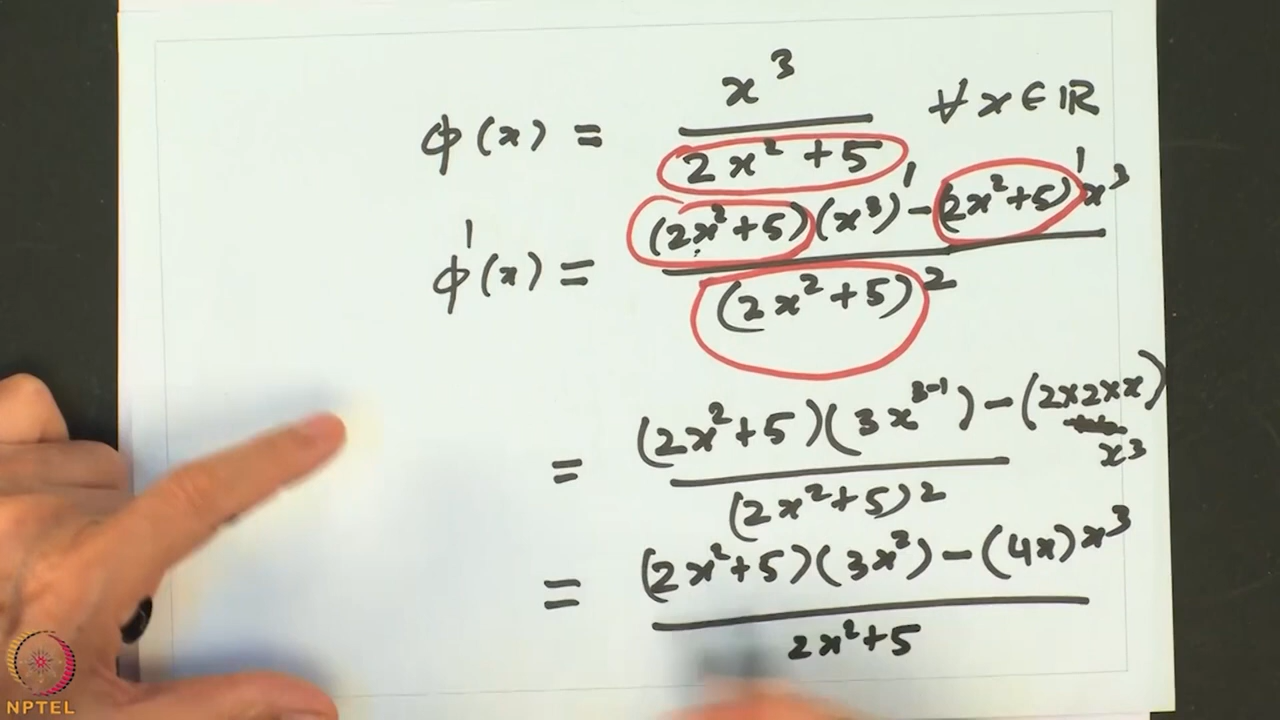 φ(x) = x³ / (2x² + 5) ∀ x ∈ ℝ
φ'(x) = ((2x² + 5)(x³)' - (2x² + 5)' x³) / (2x² + 5)²
= ((2x² + 5)(3x³⁻¹) - (2×2×x) x³) / (2x² + 5)²
= ((2x² + 5)(3x²) - (4x) x³) / 2x² + 5
NPTEL